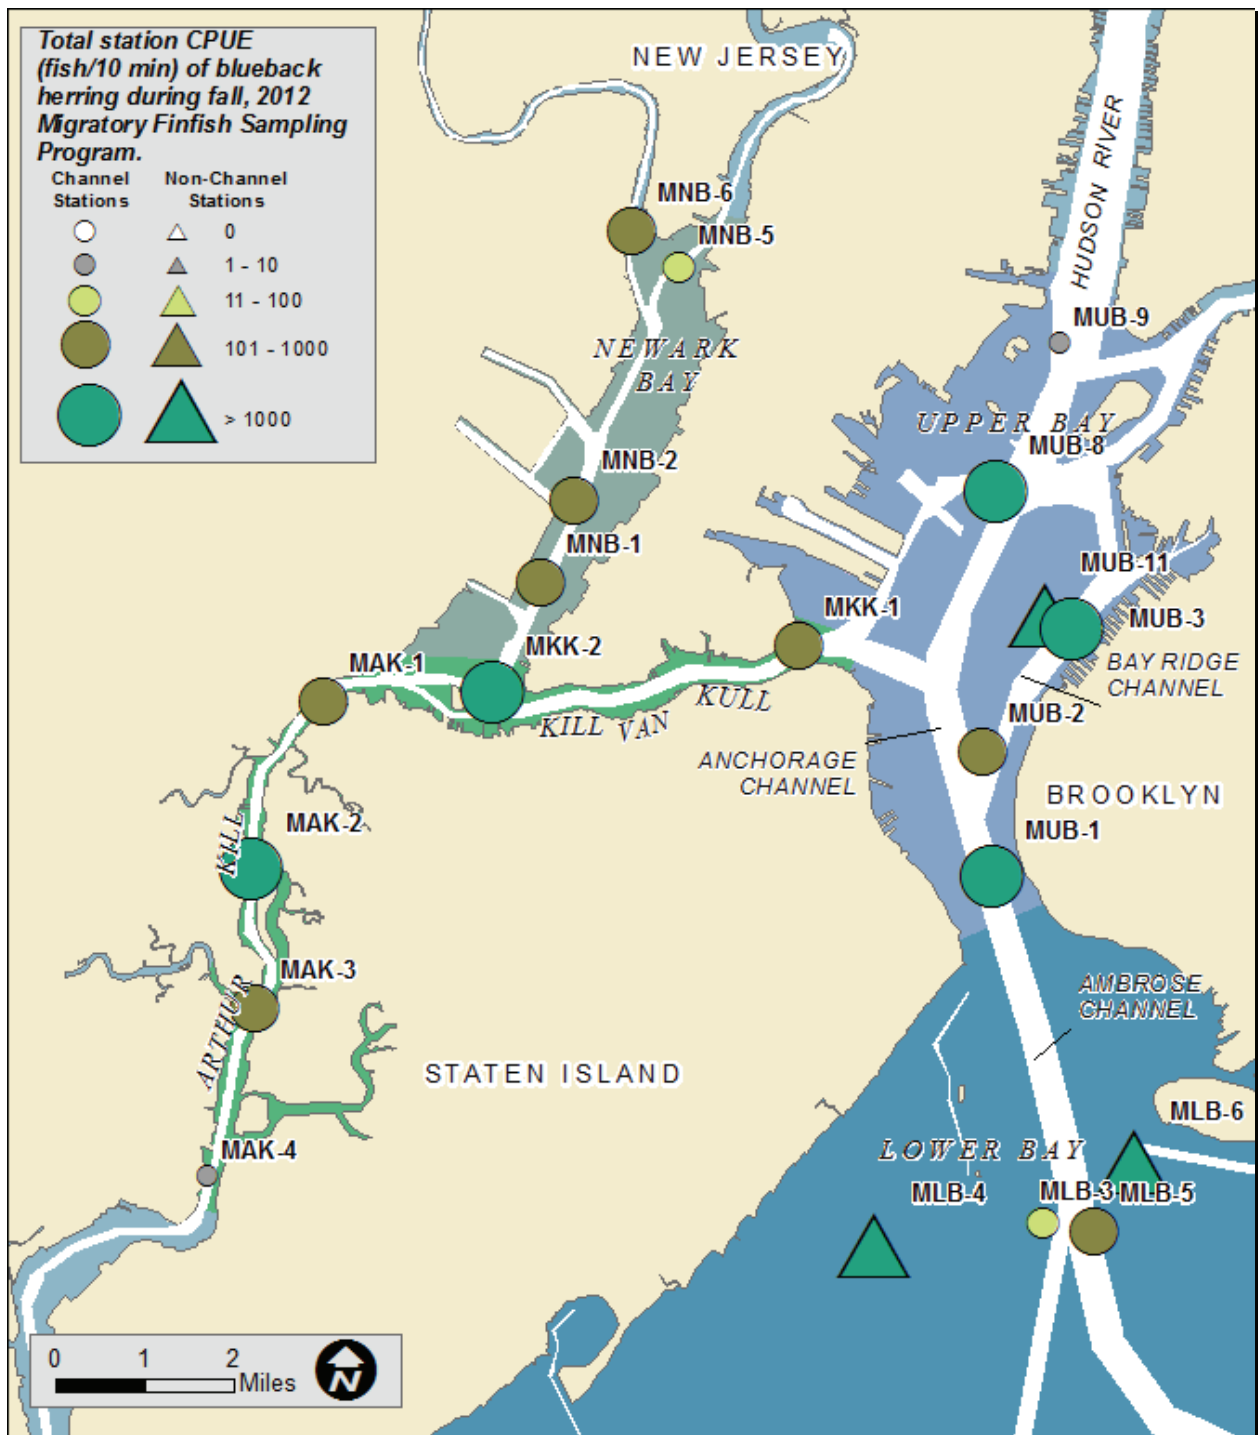 Total station CPUE
(fish/10 min) of blueback
herring during fall, 2012
Migratory Finfish Sampling
Program.
Channel Stations
Non-Channel Stations
0
1 - 10
11 - 100
101 - 1000
> 1000
NEW JERSEY
HUDSON RIVER
MNB-6
MNB-5
MUB-9
NEWARK
BAY
UPPER BAY
MUB-8
MNB-2
MNB-1
MUB-11
MKK-1
MUB-3
MKK-2
MAK-1
BAY RIDGE
CHANNEL
KILL VAN KULL
MUB-2
ANCHORAGE
CHANNEL
BROOKLYN
MAK-2
MUB-1
ARTHUR KILL
MAK-3
AMBROSE
CHANNEL
STATEN ISLAND
MLB-6
MAK-4
LOWER BAY
MLB-4
MLB-3
MLB-5
0 1 2
Miles
N